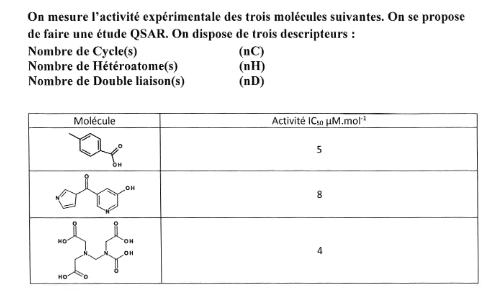 On mesure l'activité expérimentale des trois molécules suivantes. On se propose
de faire une étude QSAR. On dispose de trois descripteurs :
Nombre de Cycle(s) (nC)
Nombre de Hétéroatome(s) (nH)
Nombre de Double liaison(s) (nD)
Molécule Activité IC₅₀ µM.mol⁻¹
O
OH
5
O
OH
N
N
8
O O
HO OH
N N OH
O
HO O
4